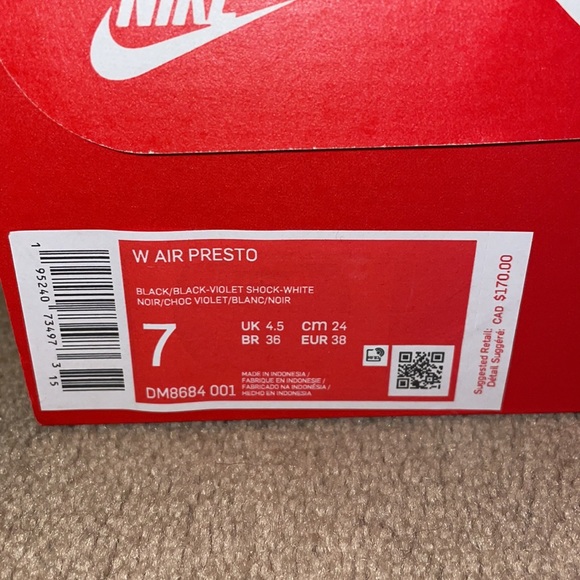 NIKE
W AIR PRESTO
BLACK/BLACK-VIOLET SHOCK-WHITE
NOIR/CHOC VIOLET/BLANC/NOIR
7
UK 4.5 cm 24
BR 36 EUR 38
DM8684 001
MADE IN INDONESIA /
FABRIQUE EN INDONESIE /
FABRICADO NA INDONÉSIA /
HECHO EN INDONESIA
1 95240 73497 3 15
Suggested Retail: CAD $170.00
Détail Suggéré: